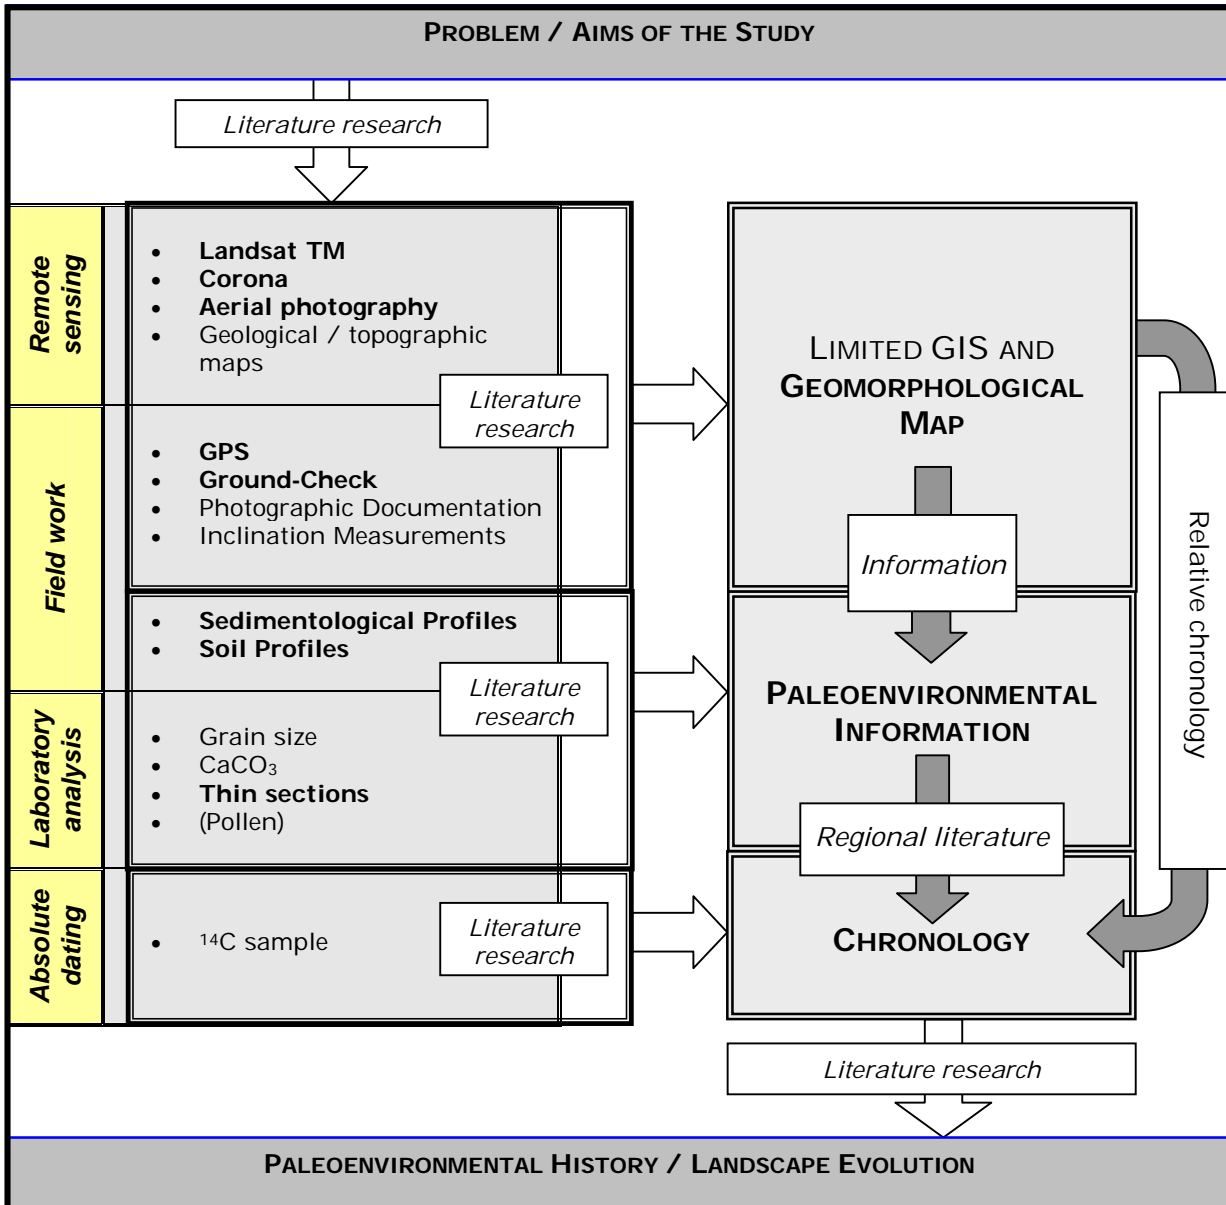 PROBLEM / AIMS OF THE STUDY
Literature research
Remote
sensing
• Landsat TM
• Corona
• Aerial photography
• Geological / topographic
maps
Literature
research
Field work
• GPS
• Ground-Check
• Photographic Documentation
• Inclination Measurements
• Sedimentological Profiles
• Soil Profiles
Literature
research
Laboratory
analysis
• Grain size
• CaCO₃
• Thin sections
• (Pollen)
Absolute
dating
• ¹⁴C sample
Literature
research
LIMITED GIS AND
GEOMORPHOLOGICAL
MAP
Information
PALEOENVIRONMENTAL
INFORMATION
Regional literature
CHRONOLOGY
Relative chronology
Literature research
PALEOENVIRONMENTAL HISTORY / LANDSCAPE EVOLUTION